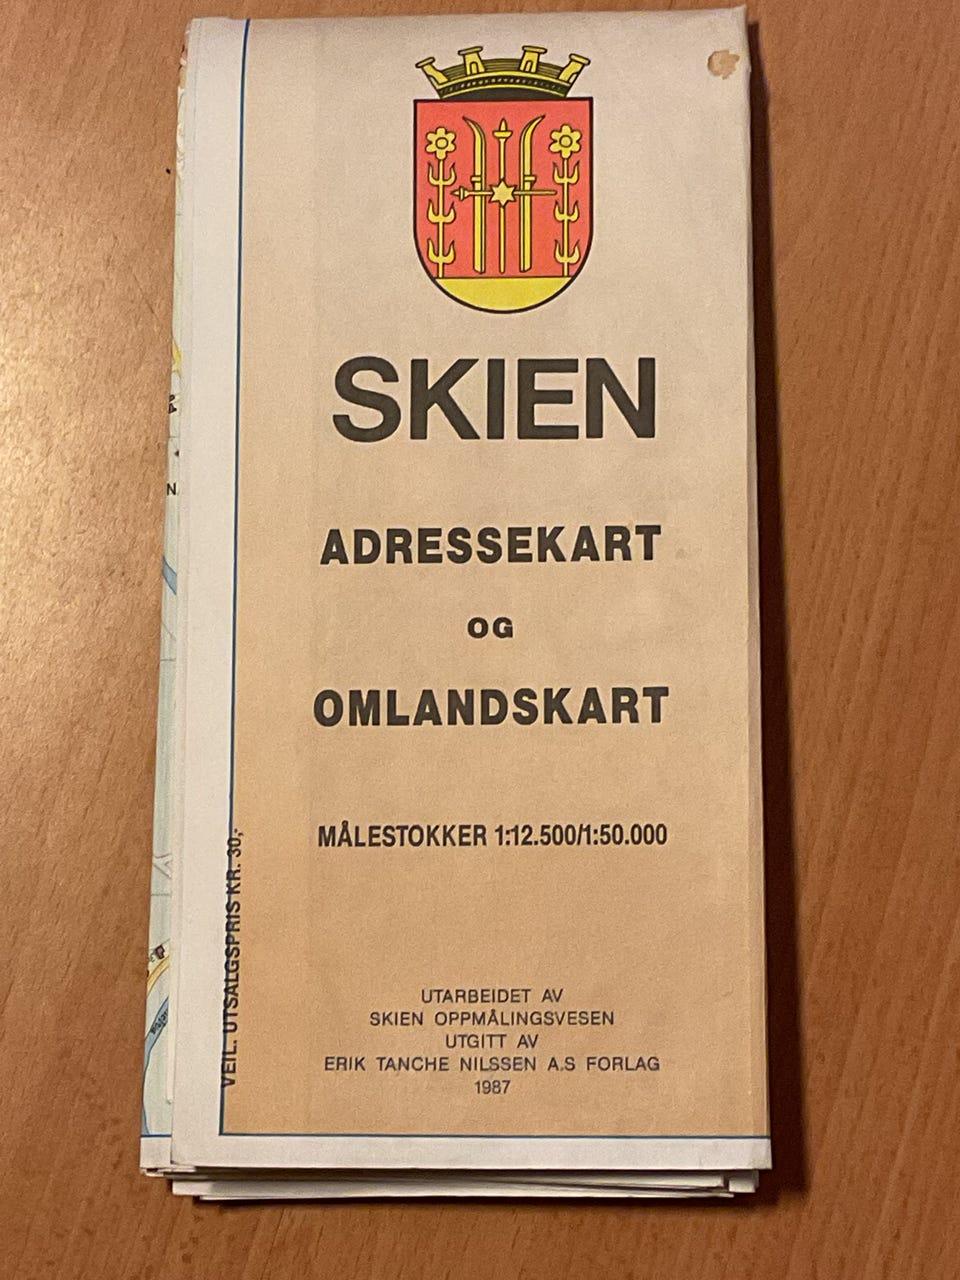 SKIEN
ADRESSEKART
OG
OMLANDSKART
MÅLESTOKKER 1:12.500/1:50.000
VEIL. UTSALGSPRIS KR. 30,-
UTARBEIDET AV
SKIEN OPPMÅLINGSVESEN
UTGITT AV
ERIK TANCHE NILSSEN A.S FORLAG
1987